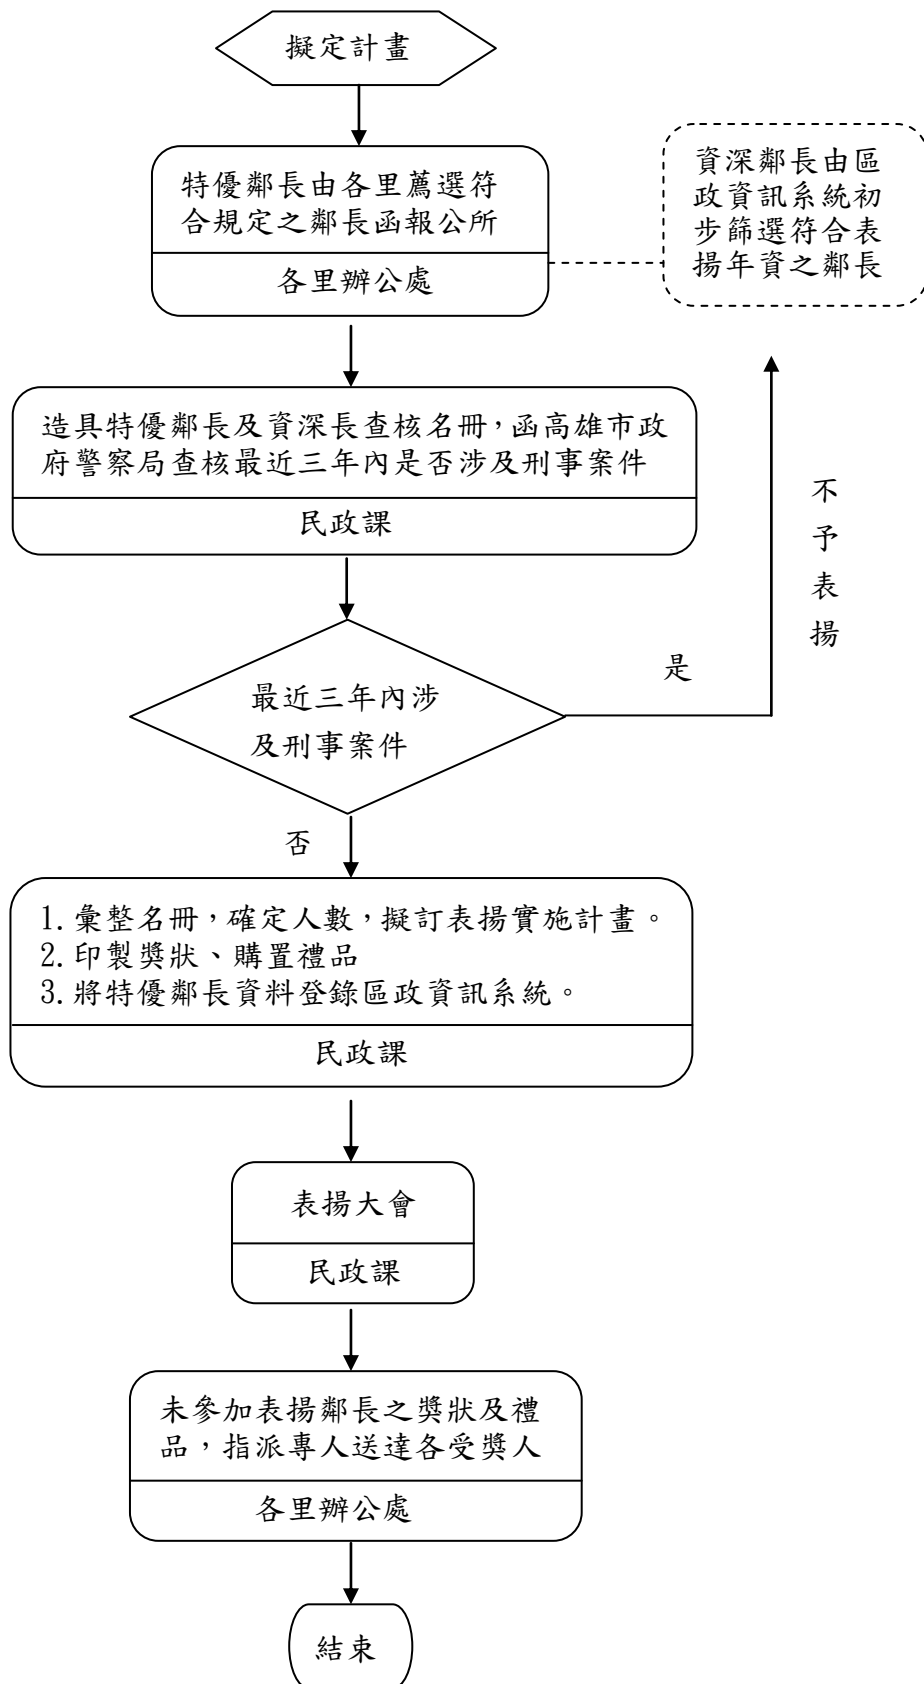 擬定計畫
特優鄰長由各里薦選符
合規定之鄰長函報公所
各里辦公處
資深鄰長由區
政資訊系統初
步篩選符合表
揚年資之鄰長
造具特優鄰長及資深長查核名冊，函高雄市政
府警察局查核最近三年內是否涉及刑事案件
民政課
不予表揚
最近三年內涉
及刑事案件
是
否
1.彙整名冊，確定人數，擬訂表揚實施計畫。
2.印製獎狀、購置禮品
3.將特優鄰長資料登錄區政資訊系統。
民政課
表揚大會
民政課
未參加表揚鄰長之獎狀及禮
品，指派專人送達各受獎人
各里辦公處
結束